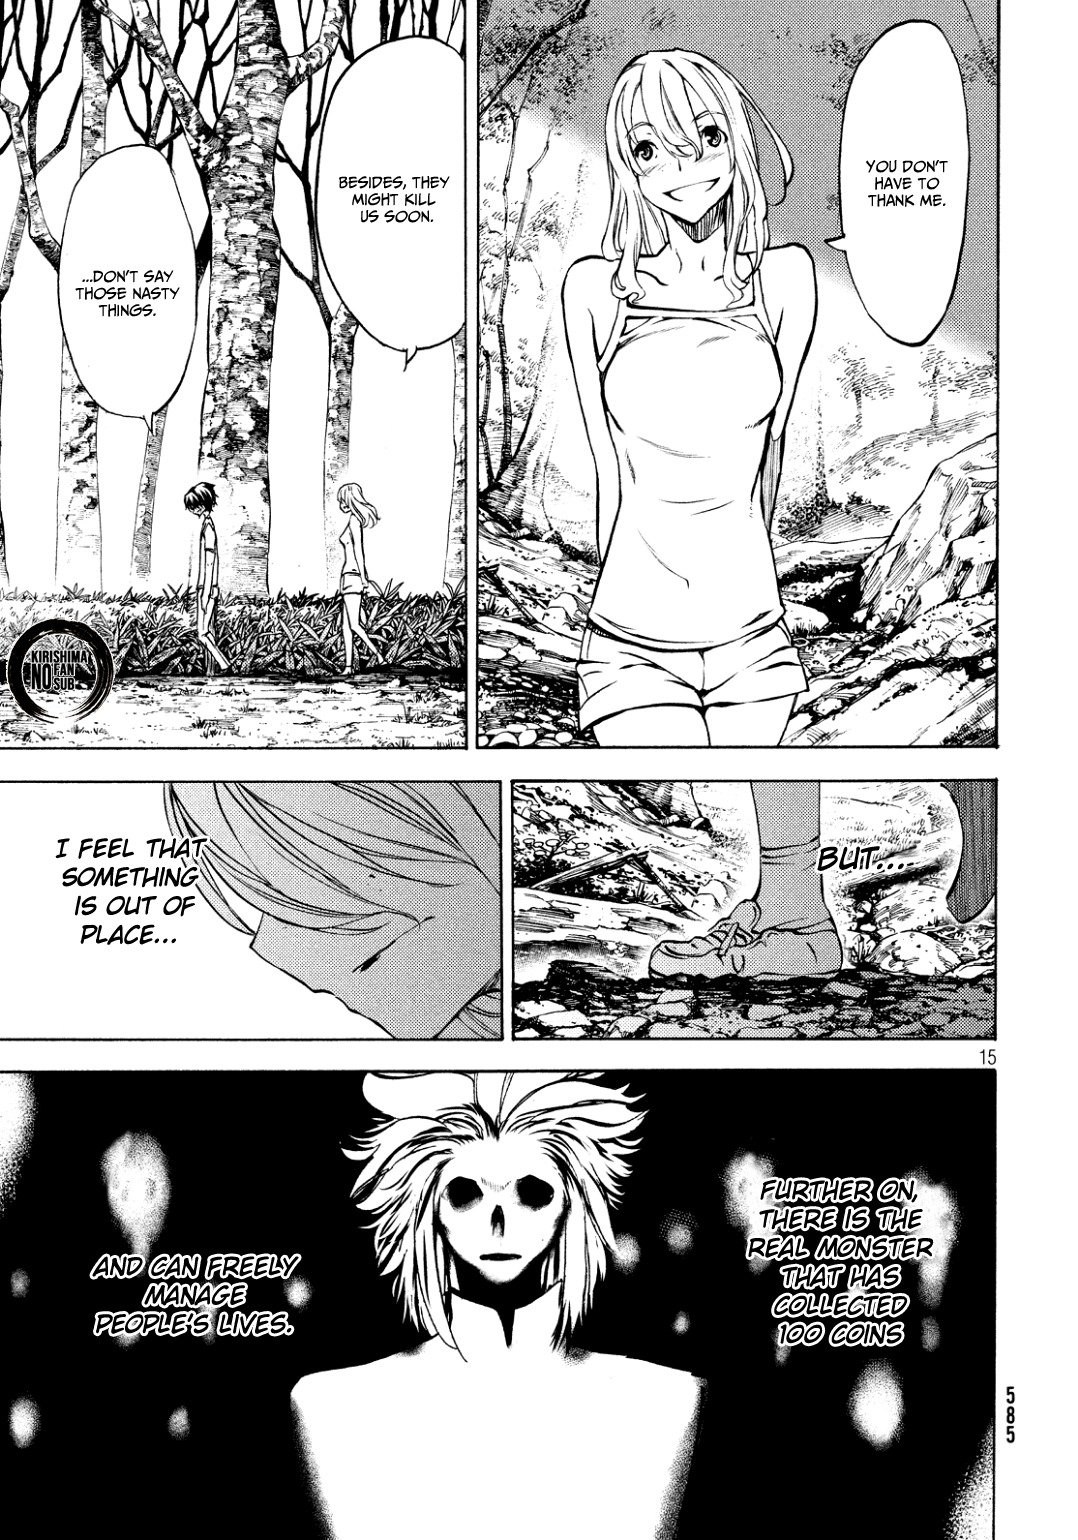 YOU DON'T
HAVE TO
THANK ME.
BESIDES, THEY
MIGHT KILL
US SOON.
...DON'T SAY
THOSE NASTY
THINGS.
KIRISHIMA
NO FAN
SUB
BUT....
I FEEL THAT
SOMETHING
IS OUT OF
PLACE...
15
FURTHER ON,
THERE IS THE
REAL MONSTER
THAT HAS
COLLECTED
100 COINS
AND CAN FREELY
MANAGE
PEOPLE'S LIVES.
585